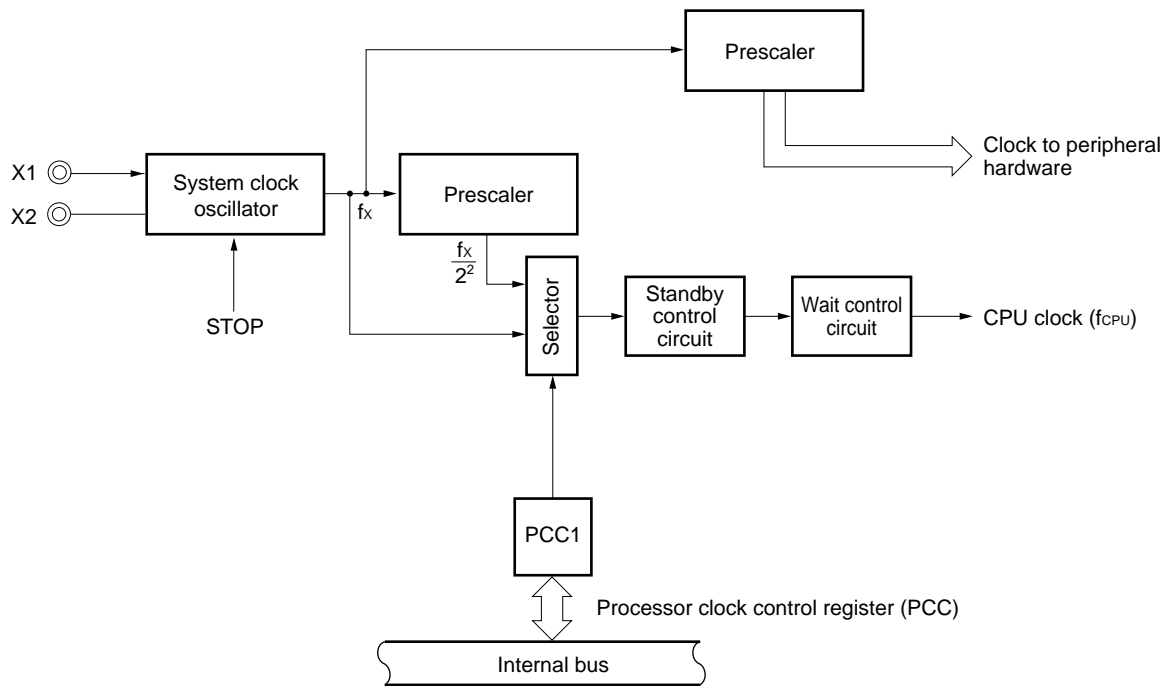 Prescaler
Clock to peripheral
hardware
X1
X2
System clock
oscillator
fX
Prescaler
fX
2²
STOP
Selector
Standby
control
circuit
Wait control
circuit
CPU clock (fCPU)
PCC1
Processor clock control register (PCC)
Internal bus